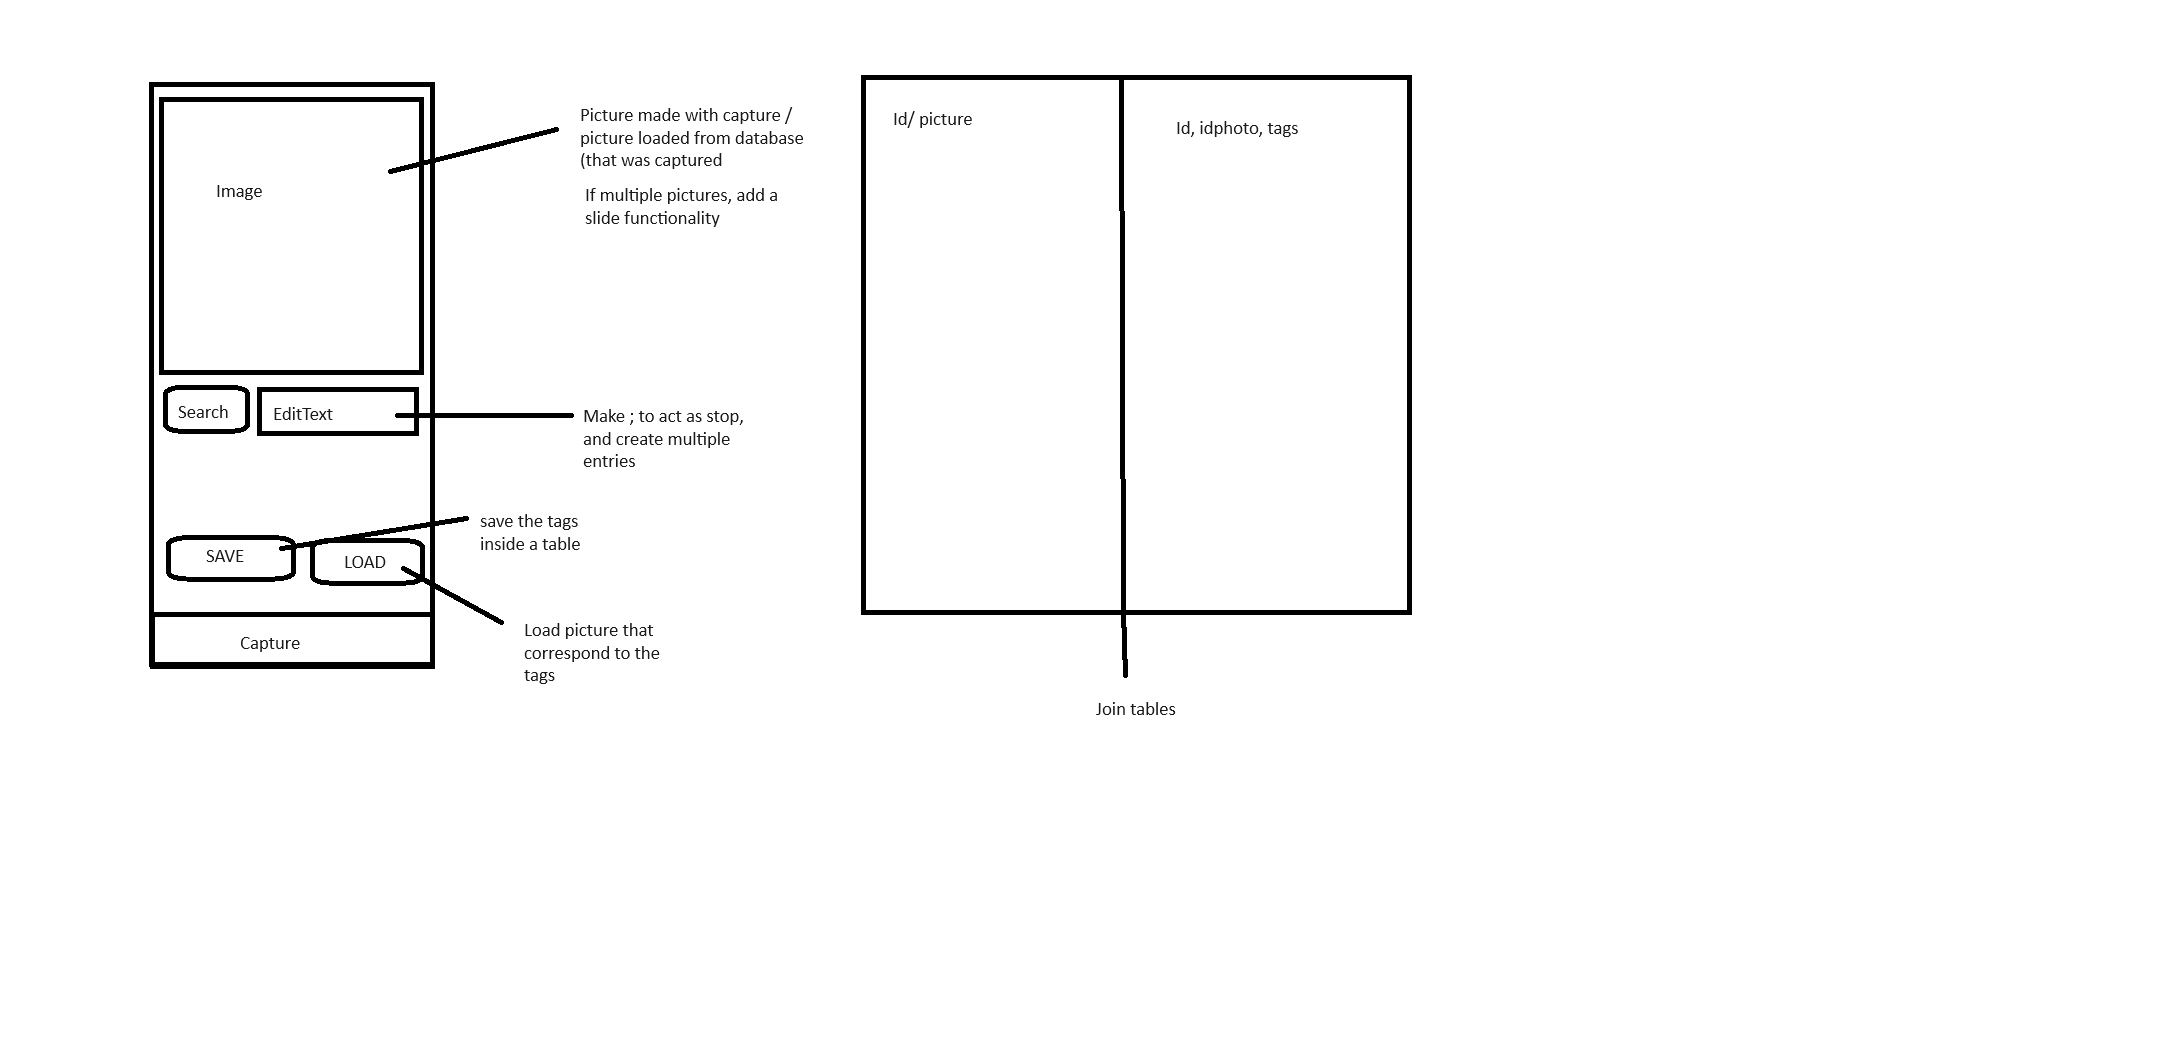 Image
Search
EditText
SAVE
LOAD
Capture
Picture made with capture /
picture loaded from database
(that was captured
If multiple pictures, add a
slide functionality
Make ; to act as stop,
and create multiple
entries
save the tags
inside a table
Load picture that
correspond to the
tags
Id/ picture
Id, idphoto, tags
Join tables